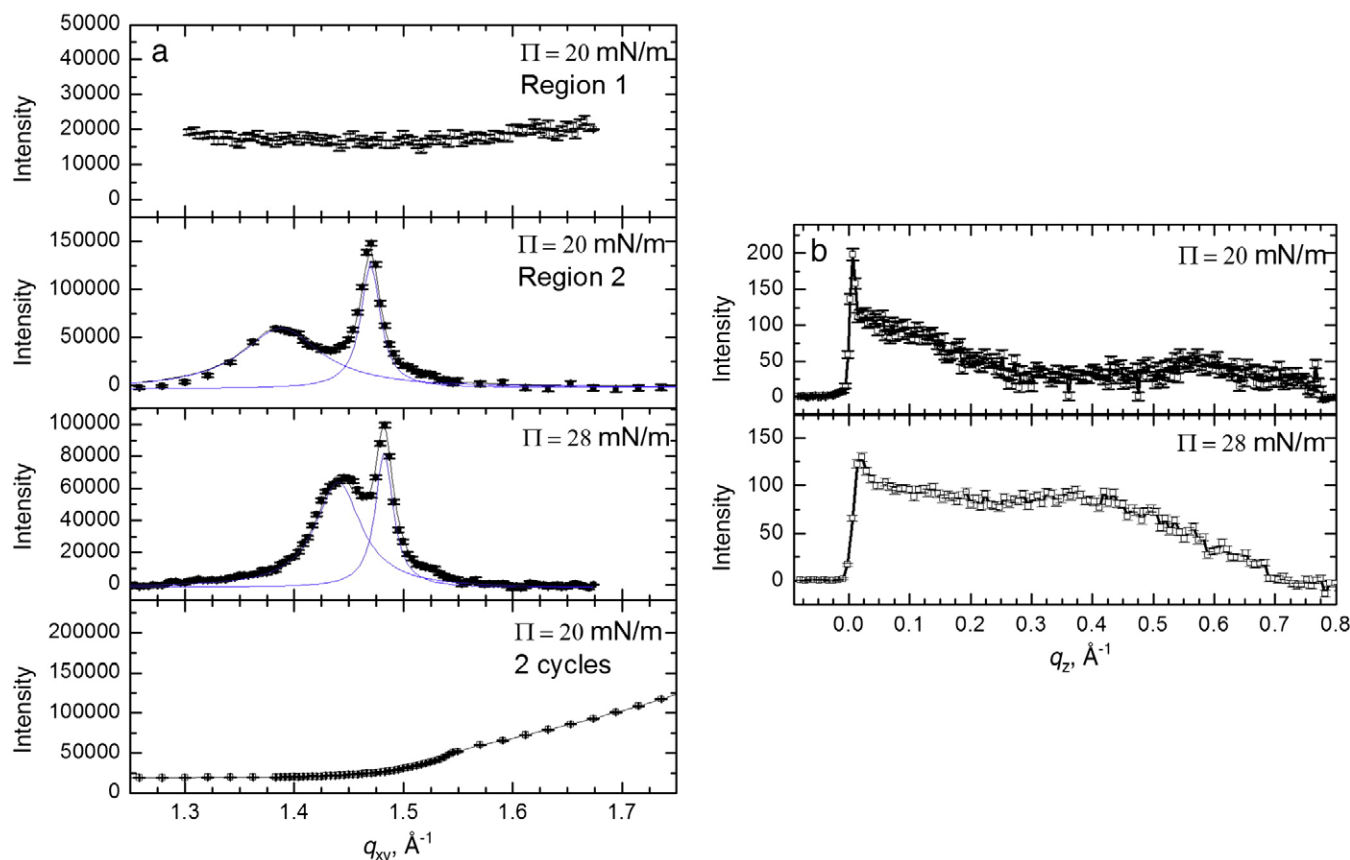 a
Π = 20 mN/m
Region 1
Intensity
50000
40000
30000
20000
10000
0
Π = 20 mN/m
Region 2
Intensity
150000
100000
50000
0
Π = 28 mN/m
Intensity
100000
80000
60000
40000
20000
0
Π = 20 mN/m
2 cycles
Intensity
200000
150000
100000
50000
0
1.3 1.4 1.5 1.6 1.7
qxy, Å-1
b
Π = 20 mN/m
Intensity
200
150
100
50
0
Π = 28 mN/m
Intensity
150
100
50
0
0.0 0.1 0.2 0.3 0.4 0.5 0.6 0.7 0.8
qz, Å-1